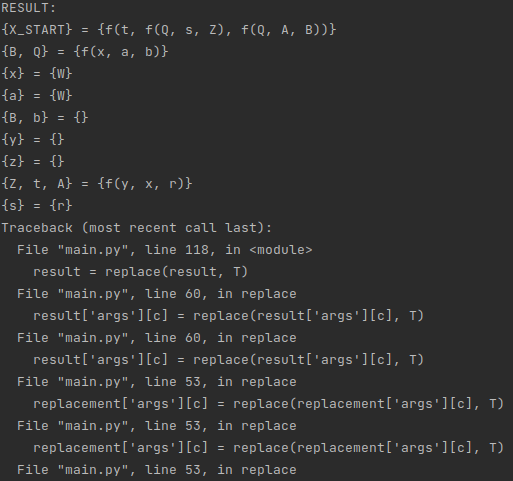 RESULT:
{X_START} = {f(t, f(Q, s, Z), f(Q, A, B))}
{B, Q} = {f(x, a, b)}
{x} = {W}
{a} = {W}
{B, b} = {}
{y} = {}
{z} = {}
{Z, t, A} = {f(y, x, r)}
{s} = {r}
Traceback (most recent call last):
  File "main.py", line 118, in <module>
    result = replace(result, T)
  File "main.py", line 60, in replace
    result['args'][c] = replace(result['args'][c], T)
  File "main.py", line 60, in replace
    result['args'][c] = replace(result['args'][c], T)
  File "main.py", line 53, in replace
    replacement['args'][c] = replace(replacement['args'][c], T)
  File "main.py", line 53, in replace
    replacement['args'][c] = replace(replacement['args'][c], T)
  File "main.py", line 53, in replace